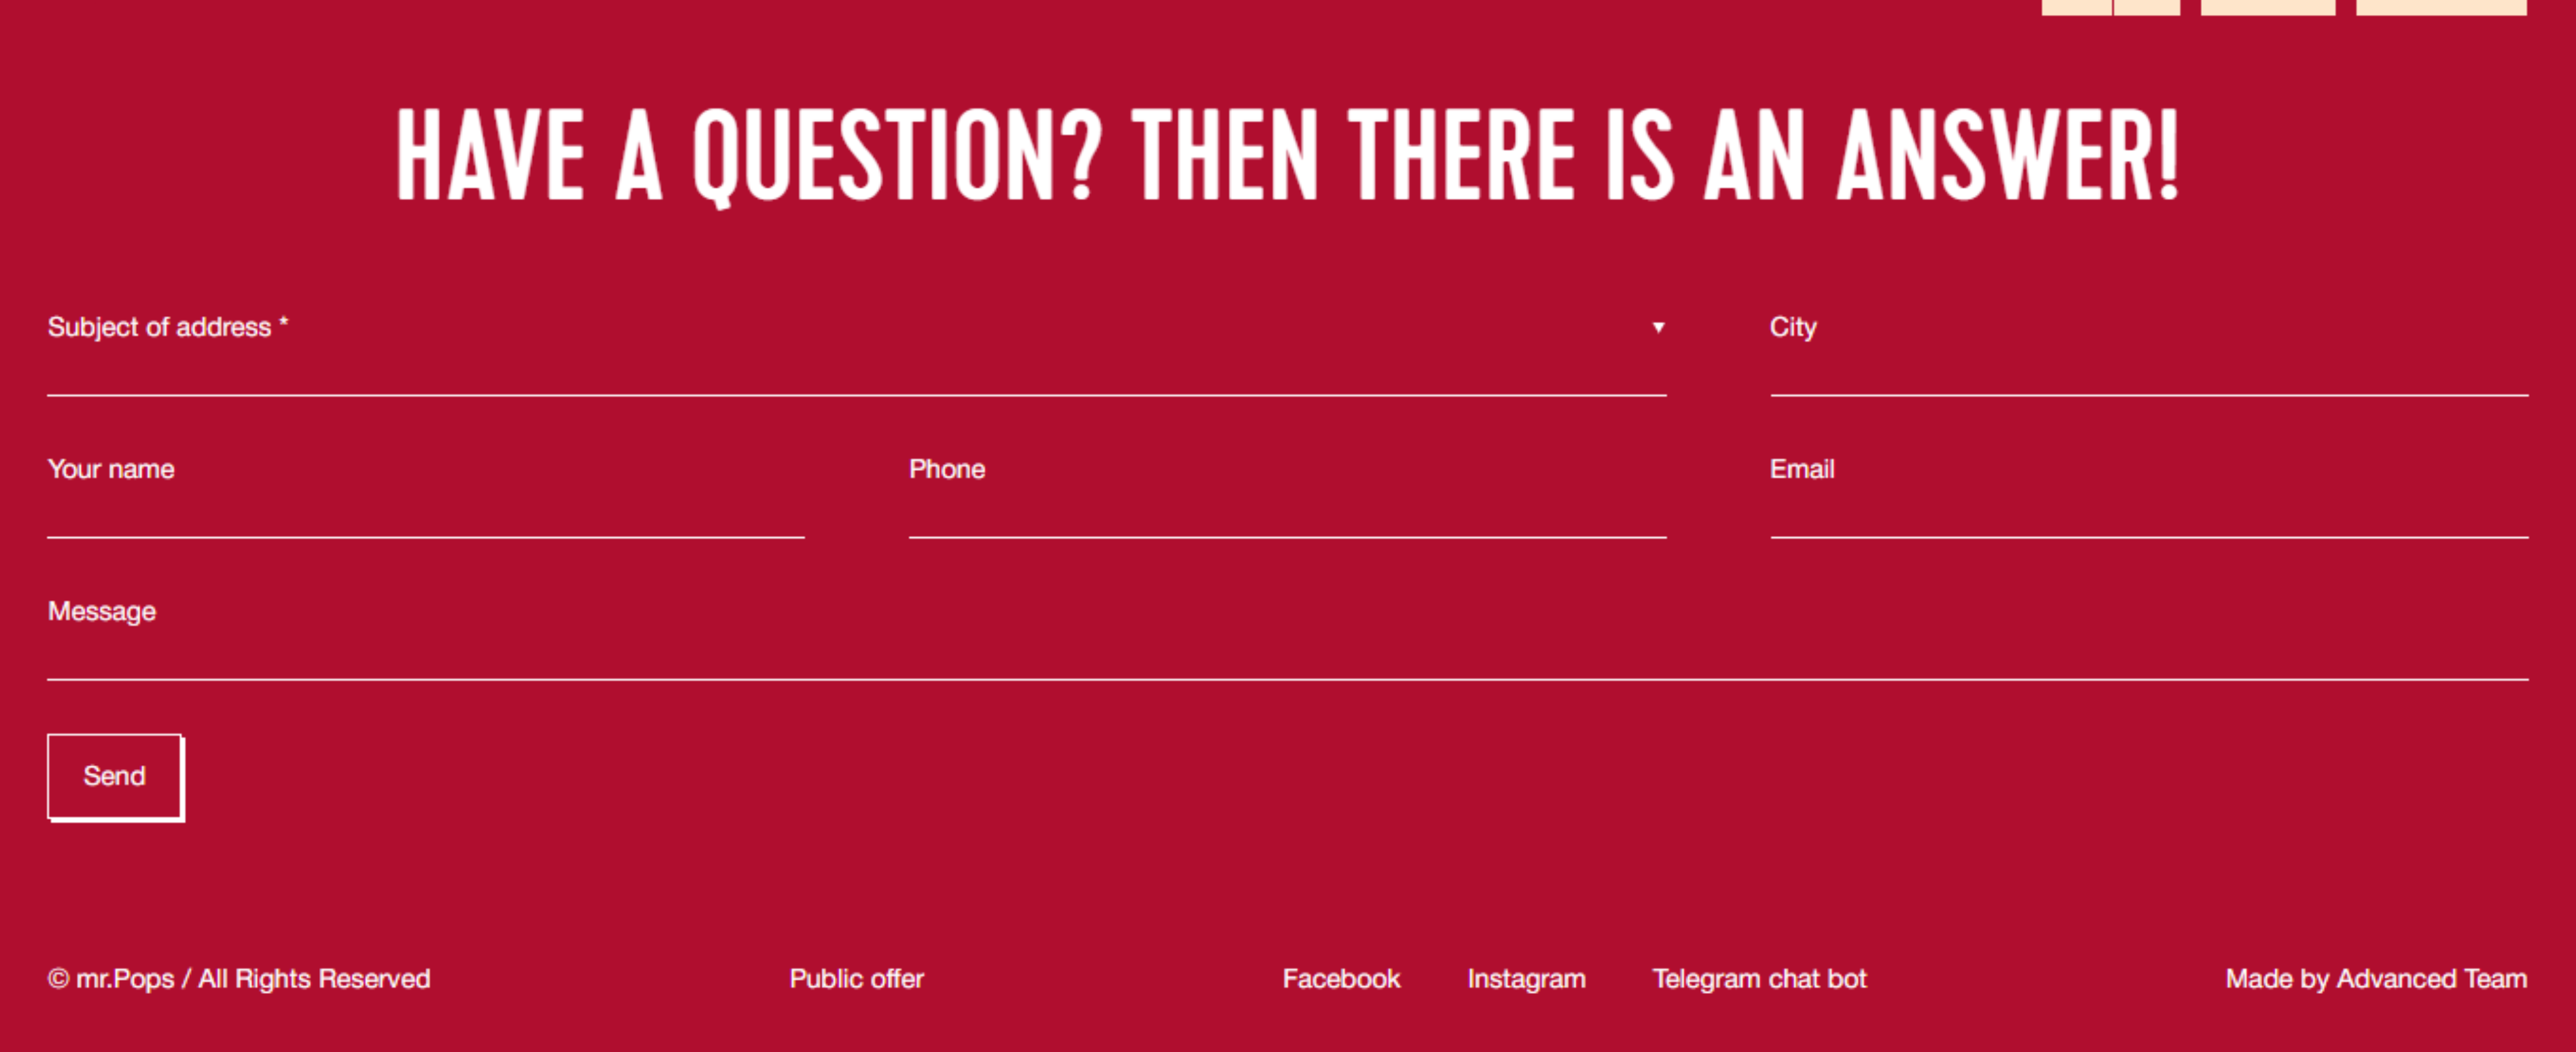 HAVE A QUESTION? THEN THERE IS AN ANSWER!
Subject of address *
City
Your name
Phone
Email
Message
Send
© mr.Pops / All Rights Reserved
Public offer
Facebook
Instagram
Telegram chat bot
Made by Advanced Team